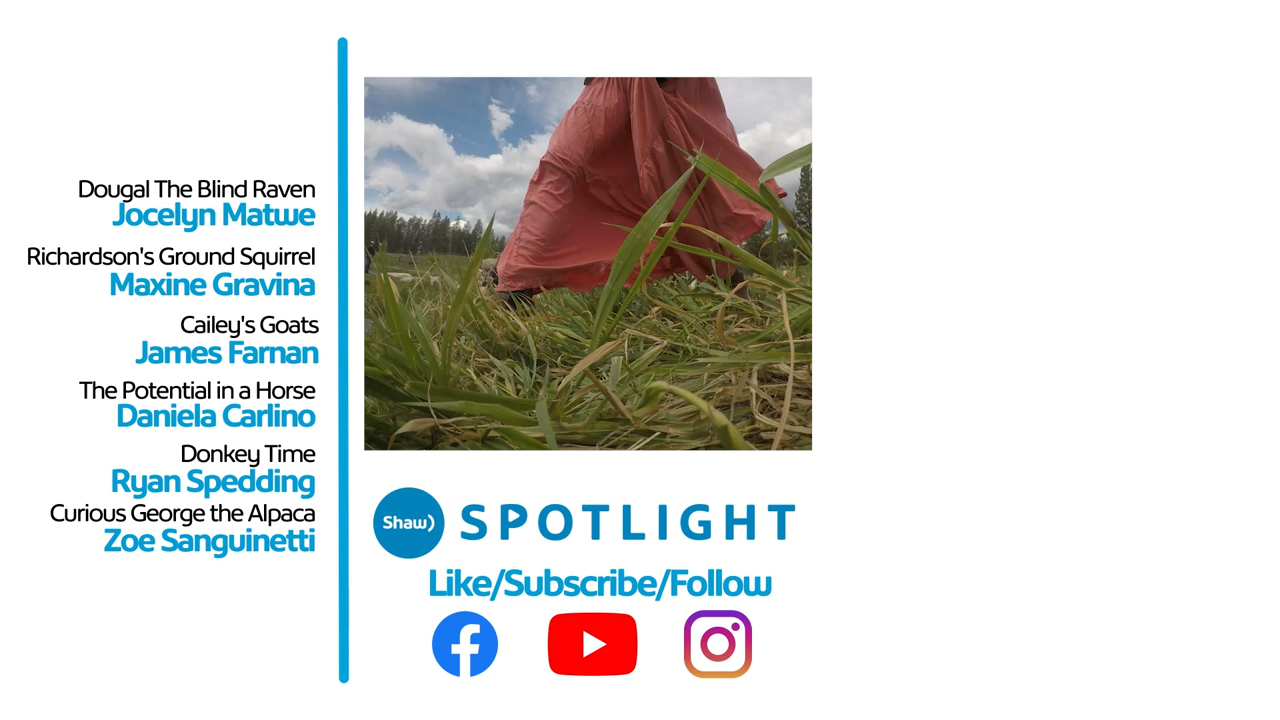 Dougal The Blind Raven
Jocelyn Matwe
Richardson's Ground Squirrel
Maxine Gravina
Cailey's Goats
James Farnan
The Potential in a Horse
Daniela Carlino
Donkey Time
Ryan Spedding
Curious George the Alpaca
Zoe Sanguinetti
Shaw) SPOTLIGHT
Like/Subscribe/Follow